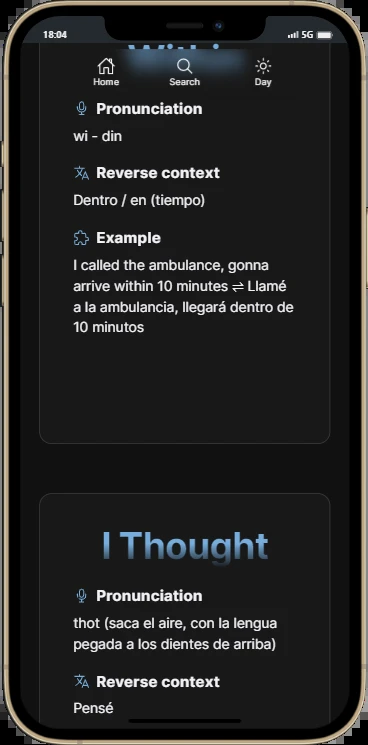 18:04
5G
Home
Search
Day
Pronunciation
wi - din
Reverse context
Dentro / en (tiempo)
Example
I called the ambulance, gonna
arrive within 10 minutes ⇌ Llamé
a la ambulancia, llegará dentro de
10 minutos
I Thought
Pronunciation
thot (saca el aire, con la lengua
pegada a los dientes de arriba)
Reverse context
Pensé